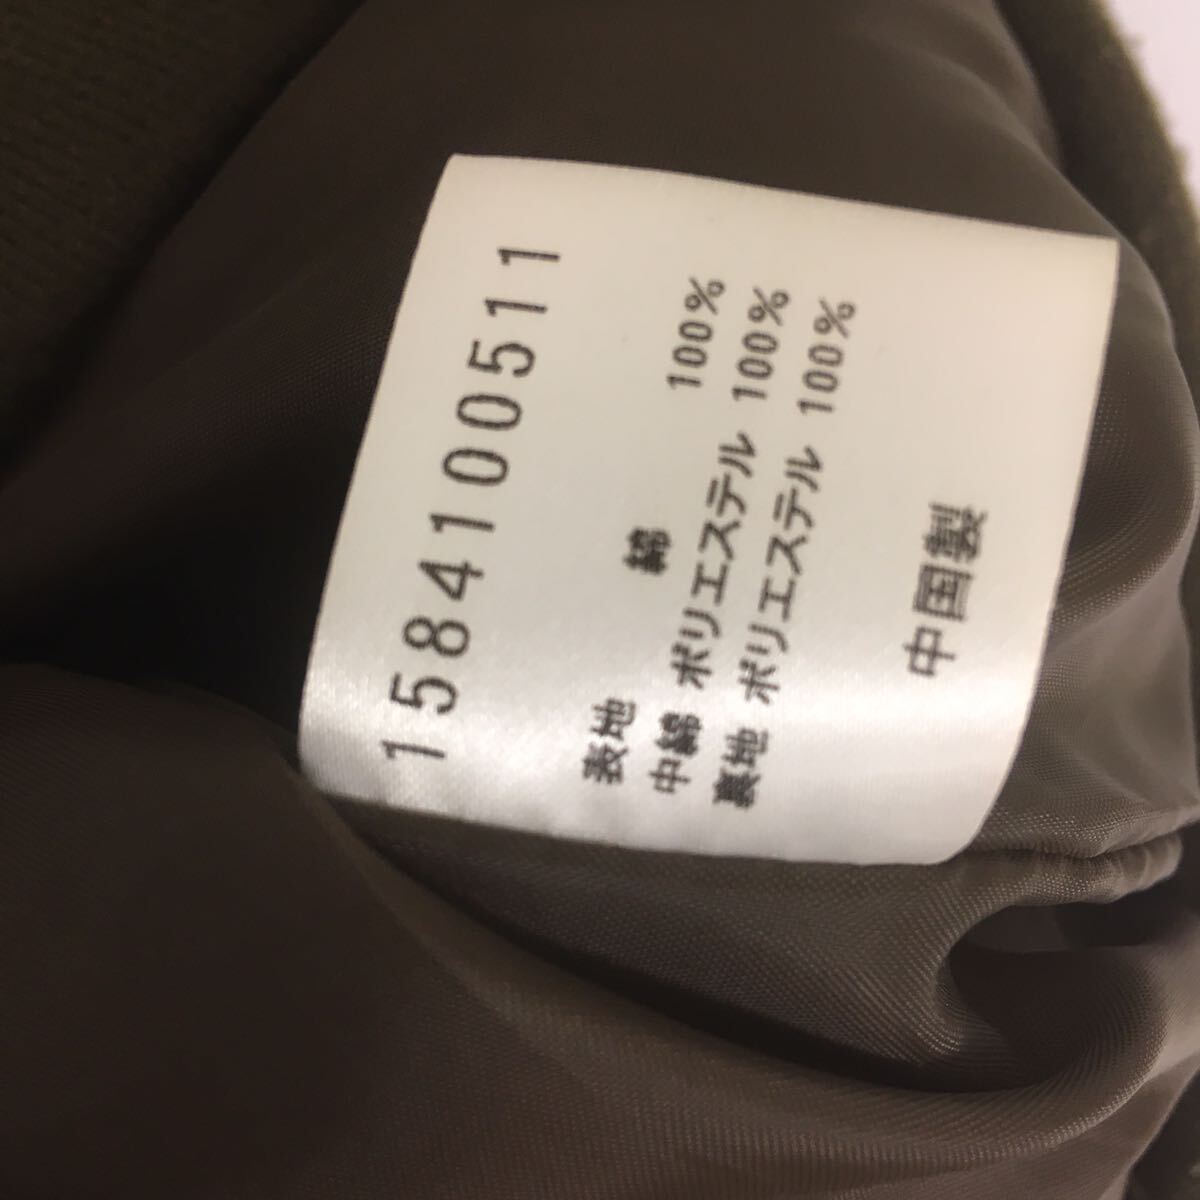 1584100511
表地 綿 100%
中綿 ポリエステル 100%
裏地 ポリエステル 100%
中国製